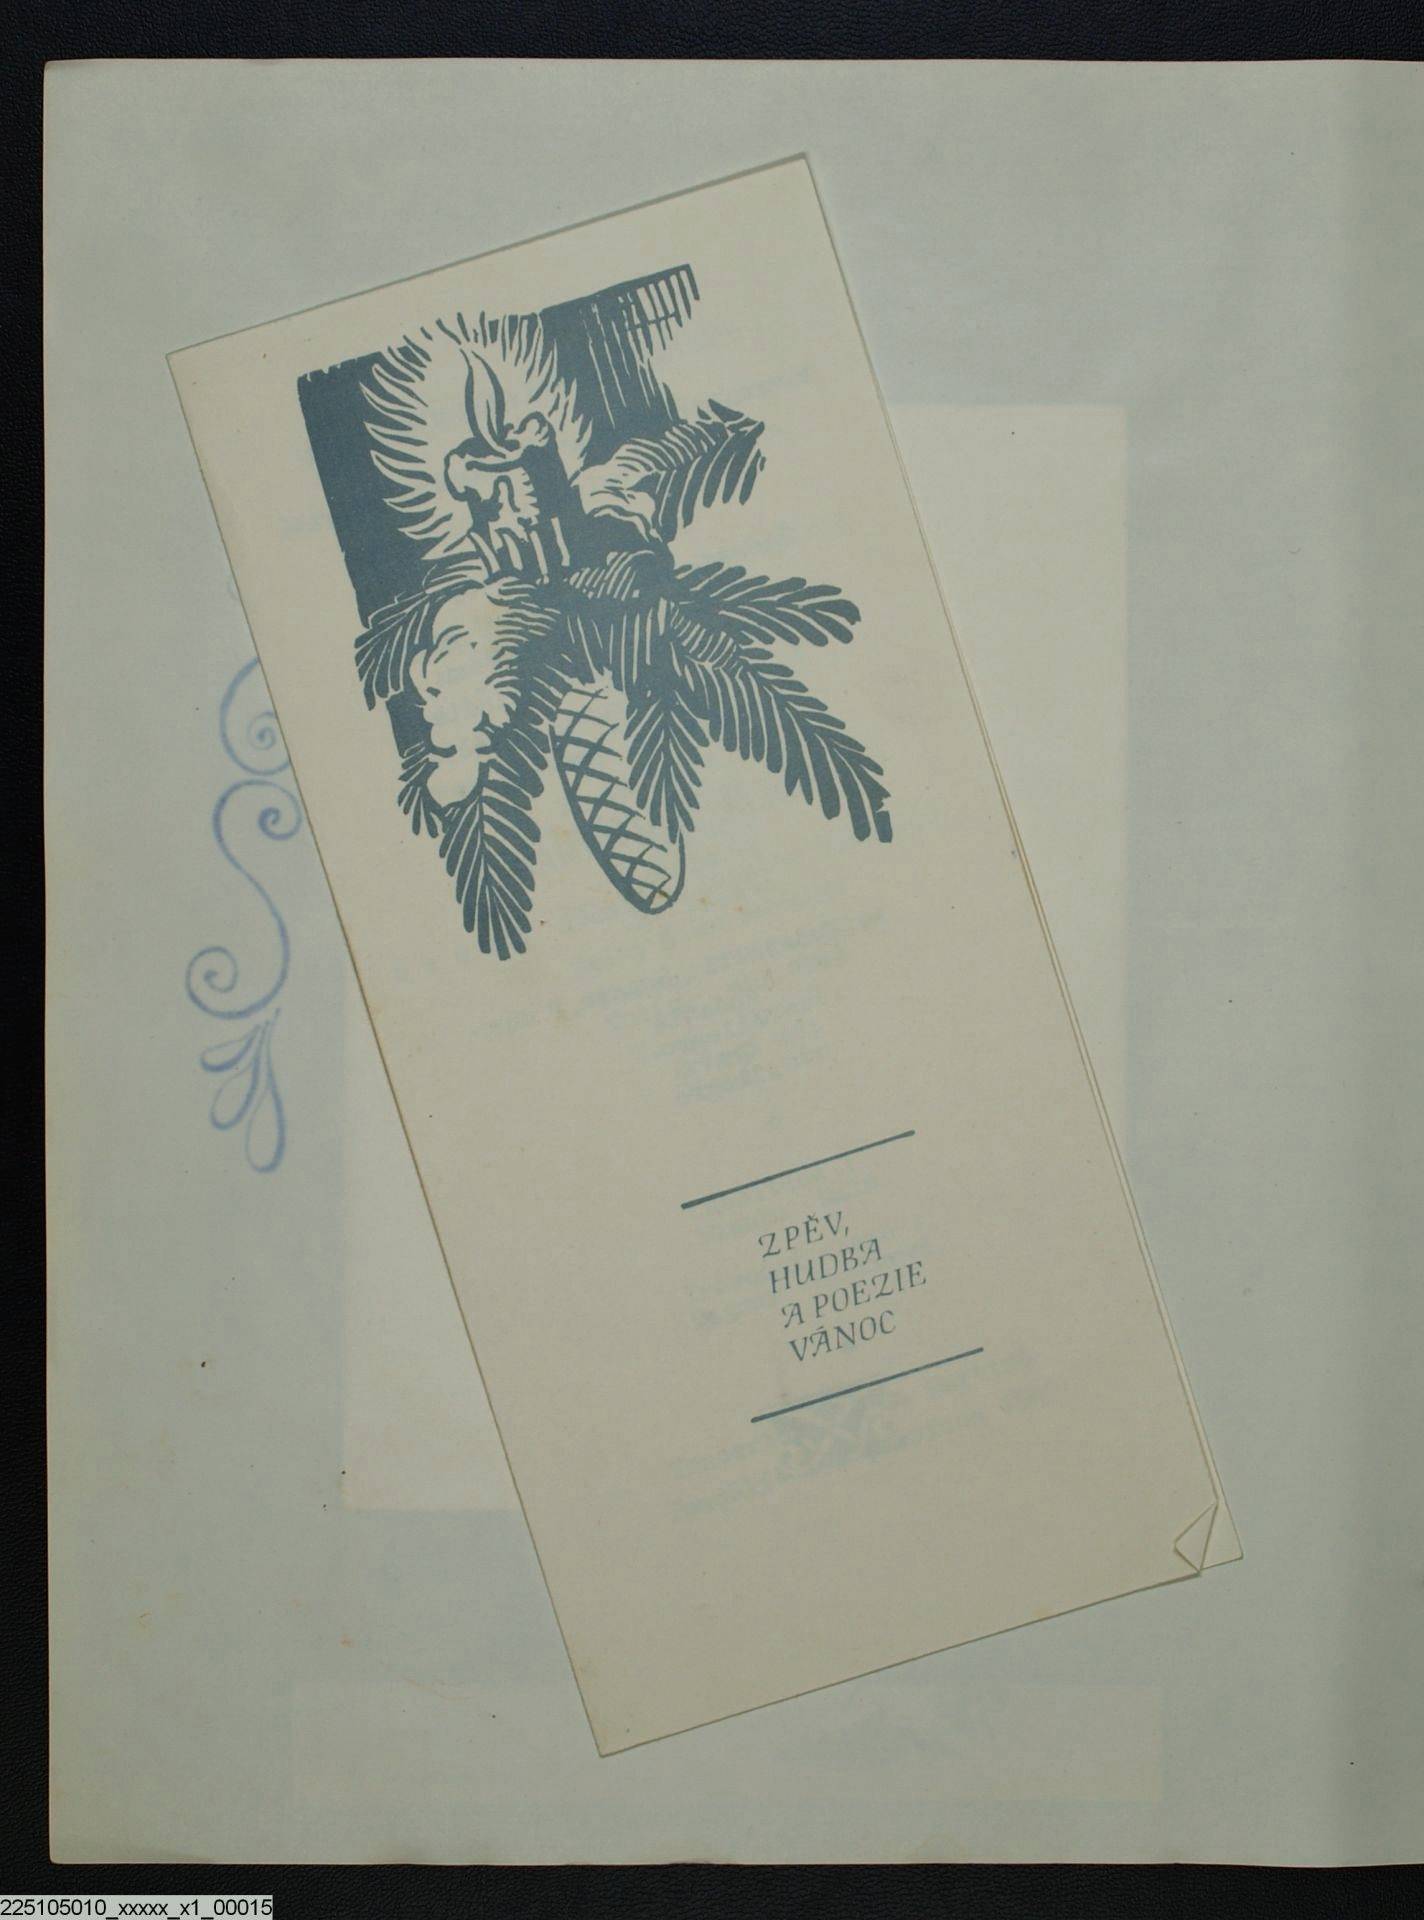 ZPĚV,
HUDBA
A POEZIE
VÁNOC
225105010_xxxxx_x1_00015